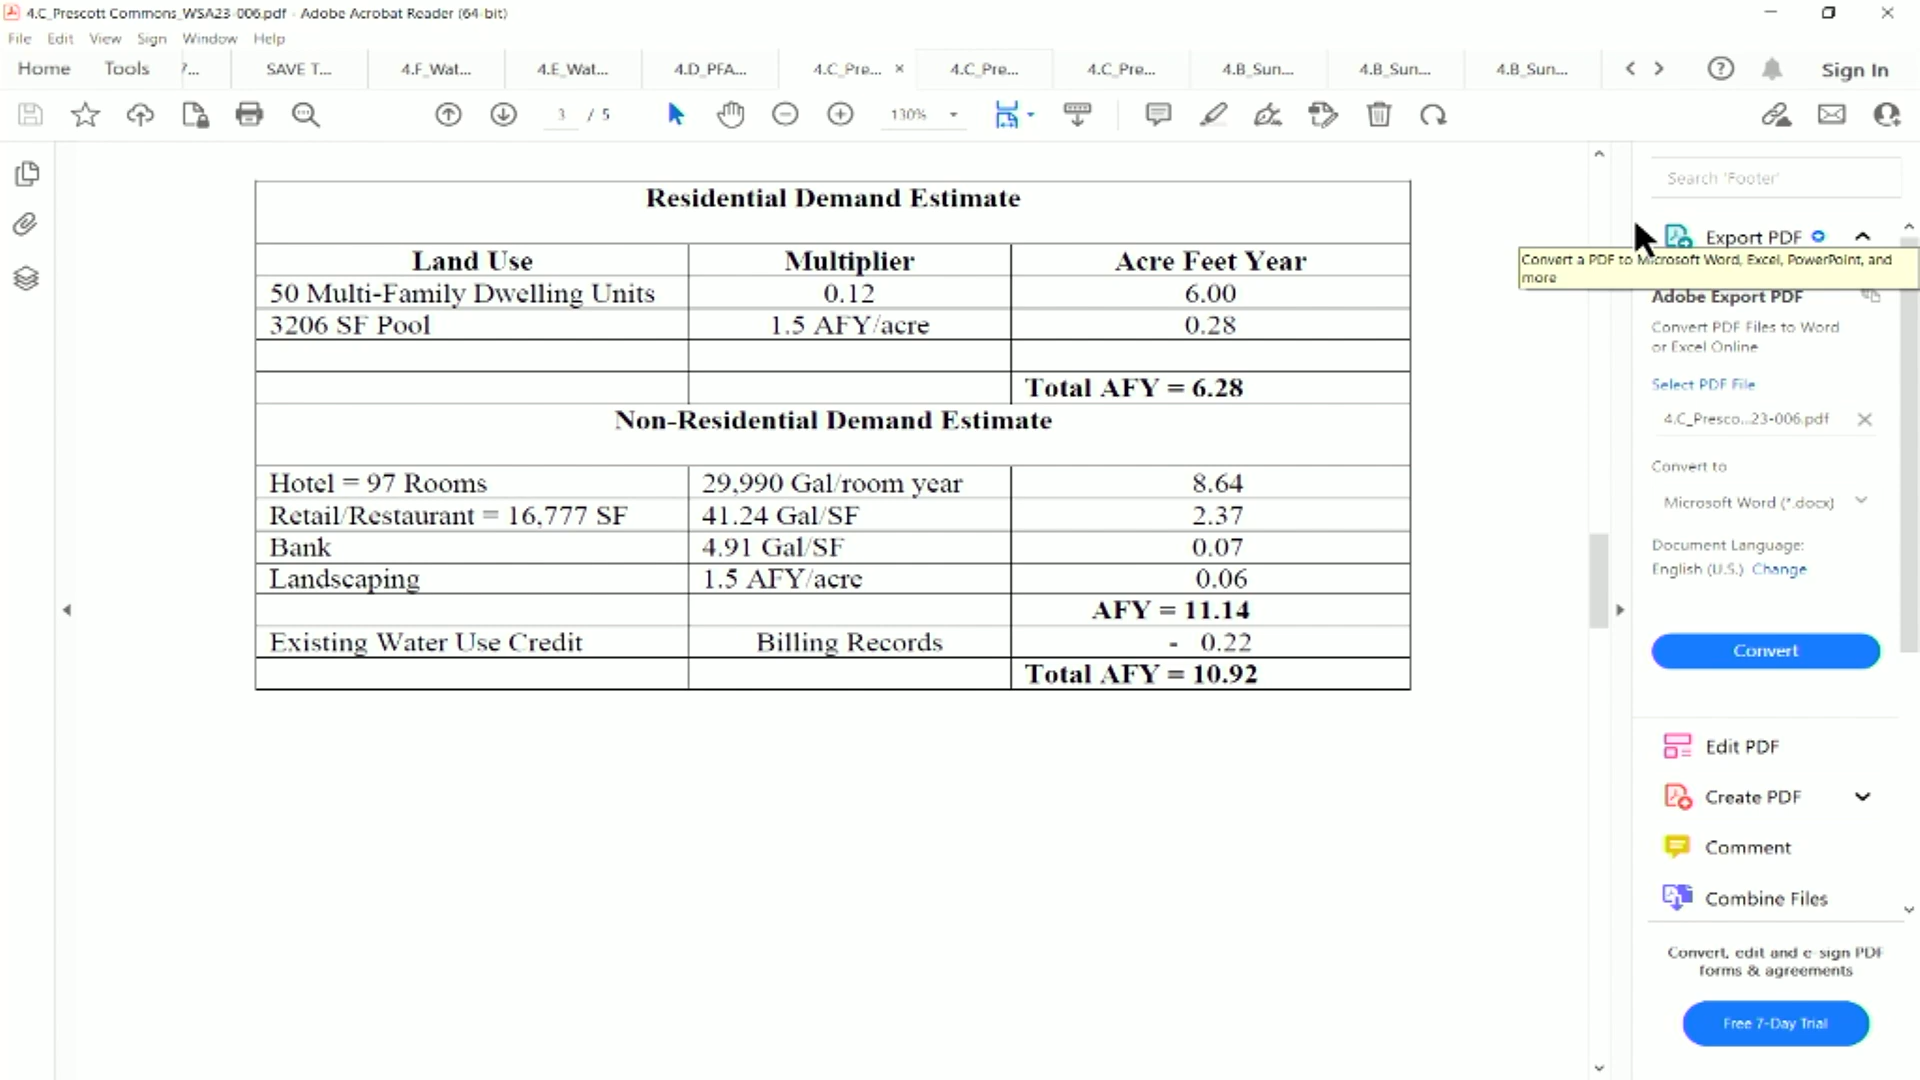 4.C_Prescott Commons_WSA23-006.pdf - Adobe Acrobat Reader (64-bit)
File Edit View Sign Window Help
Home Tools 7... SAVE T... 4.F_Wat... 4.E_Wat... 4.D_PFA... 4.C_Pre... × 4.C_Pre... 4.C_Pre... 4.B_Sun... 4.B_Sun... 4.B_Sun... Sign In
3 / 5 130%
Search 'Footer'
Export PDF
Convert a PDF to Microsoft Word, Excel, PowerPoint, and
more
Adobe Export PDF
Convert PDF Files to Word
or Excel Online
Select PDF File
4.C_Presco...23-006.pdf
Convert to
Microsoft Word (*.docx)
Document Language:
English (U.S.) Change
Convert
Edit PDF
Create PDF
Comment
Combine Files
Convert, edit and e-sign PDF
forms & agreements
Free 7-Day Trial
Residential Demand Estimate
Land Use Multiplier Acre Feet Year
50 Multi-Family Dwelling Units 0.12 6.00
3206 SF Pool 1.5 AFY/acre 0.28
Total AFY = 6.28
Non-Residential Demand Estimate
Hotel = 97 Rooms 29,990 Gal/room year 8.64
Retail/Restaurant = 16,777 SF 41.24 Gal/SF 2.37
Bank 4.91 Gal/SF 0.07
Landscaping 1.5 AFY/acre 0.06
AFY = 11.14
Existing Water Use Credit Billing Records - 0.22
Total AFY = 10.92